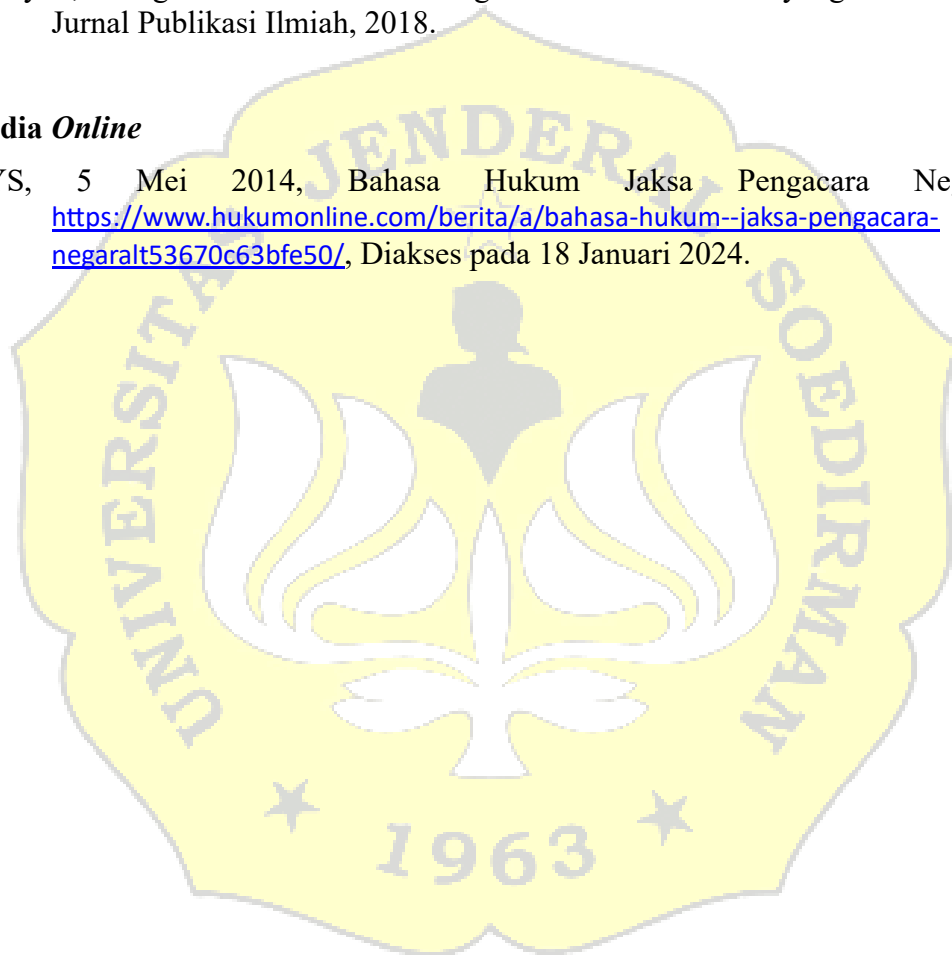 Jurnal Publikasi Ilmiah, 2018.
dia Online
YS, 5 Mei 2014, Bahasa Hukum Jaksa Pengacara Ne
https://www.hukumonline.com/berita/a/bahasa-hukum--jaksa-pengacara-
negaralt53670c63bfe50/, Diakses pada 18 Januari 2024.
UNIVERSITAS JENDERAL SOEDIRMAN
1963